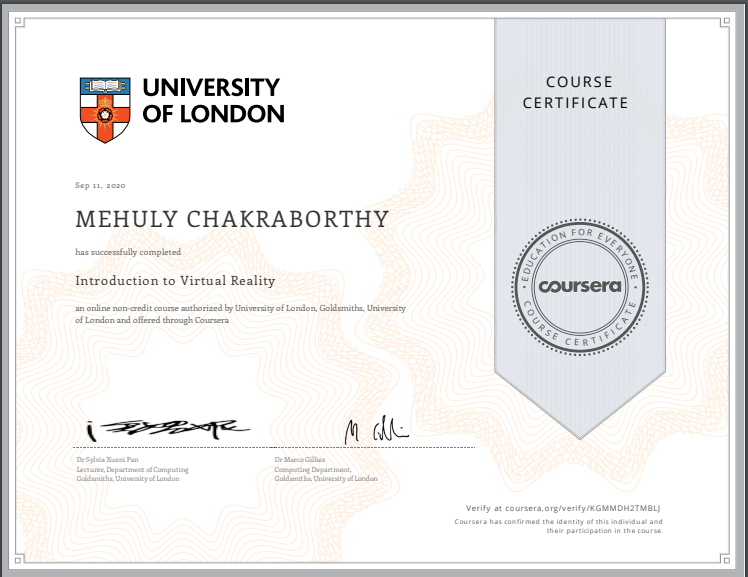 UNIVERSITY
OF LONDON
COURSE
CERTIFICATE
Sep 11, 2020
MEHULY CHAKRABORTHY
has successfully completed
Introduction to Virtual Reality
an online non-credit course authorized by University of London, Goldsmiths, University
of London and offered through Coursera
EDUCATION FOR EVERYONE
coursera
COURSE CERTIFICATE
Dr Sylvia Xueni Pan
Lecturer, Department of Computing
Goldsmiths, University of London
Dr Marco Gillies
Computing Department,
Goldsmiths, University of London
Verify at coursera.org/verify/KGMMDH2TMBLJ
Coursera has confirmed the identity of this individual and
their participation in the course.